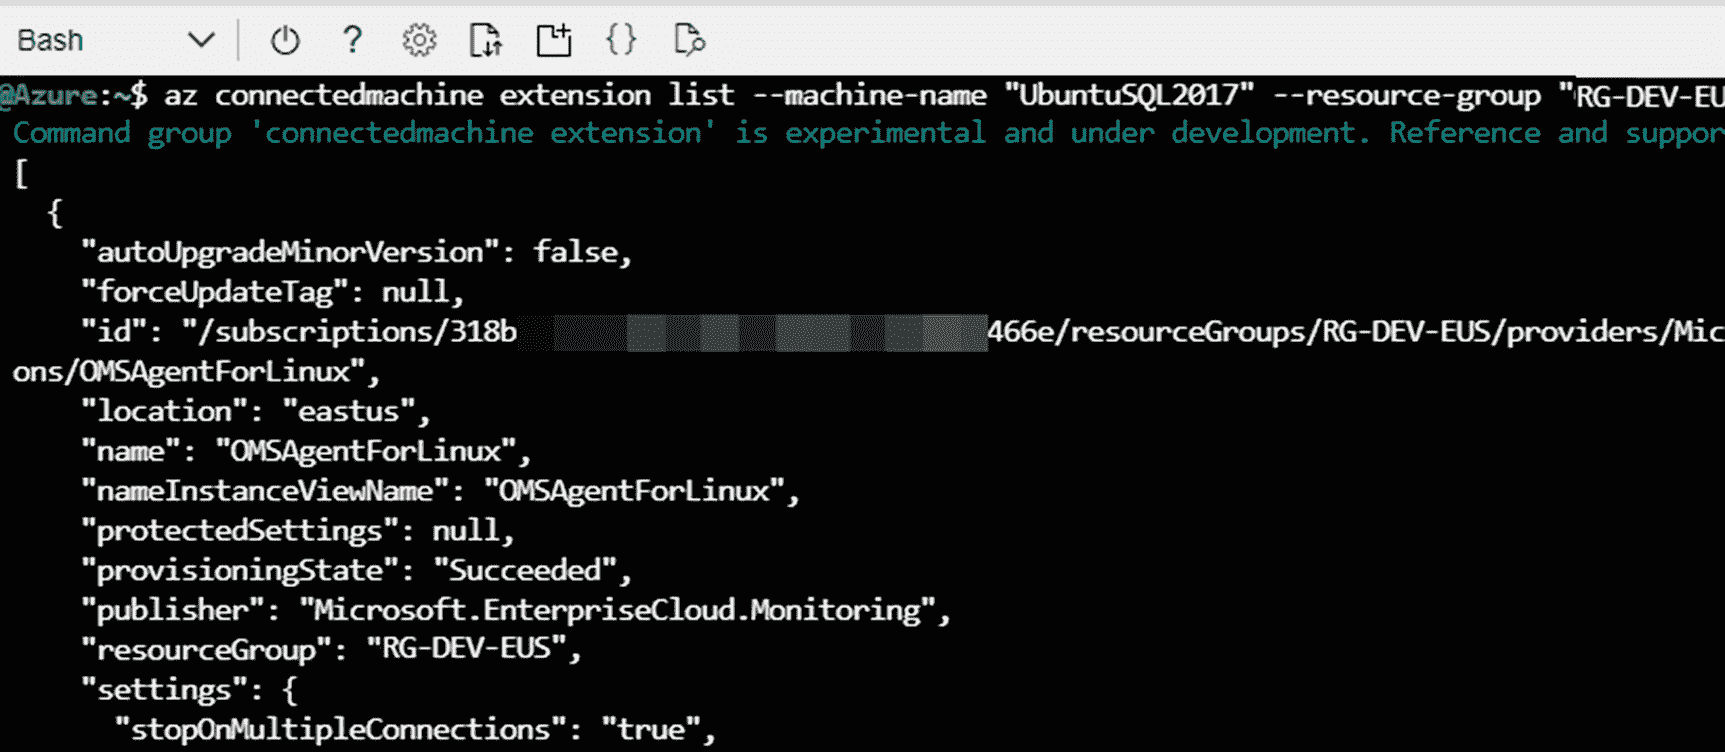 Bash
@Azure:~$ az connectedmachine extension list --machine-name "UbuntuSQL2017" --resource-group "RG-DEV-EU
Command group 'connectedmachine extension' is experimental and under development. Reference and suppor
[
{
"autoUpgradeMinorVersion": false,
"forceUpdateTag": null,
"id": "/subscriptions/318b 466e/resourceGroups/RG-DEV-EUS/providers/Mic
ons/OMSAgentForLinux",
"location": "eastus",
"name": "OMSAgentForLinux",
"nameInstanceViewName": "OMSAgentForLinux",
"protectedSettings": null,
"provisioningState": "Succeeded",
"publisher": "Microsoft.EnterpriseCloud.Monitoring",
"resourceGroup": "RG-DEV-EUS",
"settings": {
"stopOnMultipleConnections": "true",